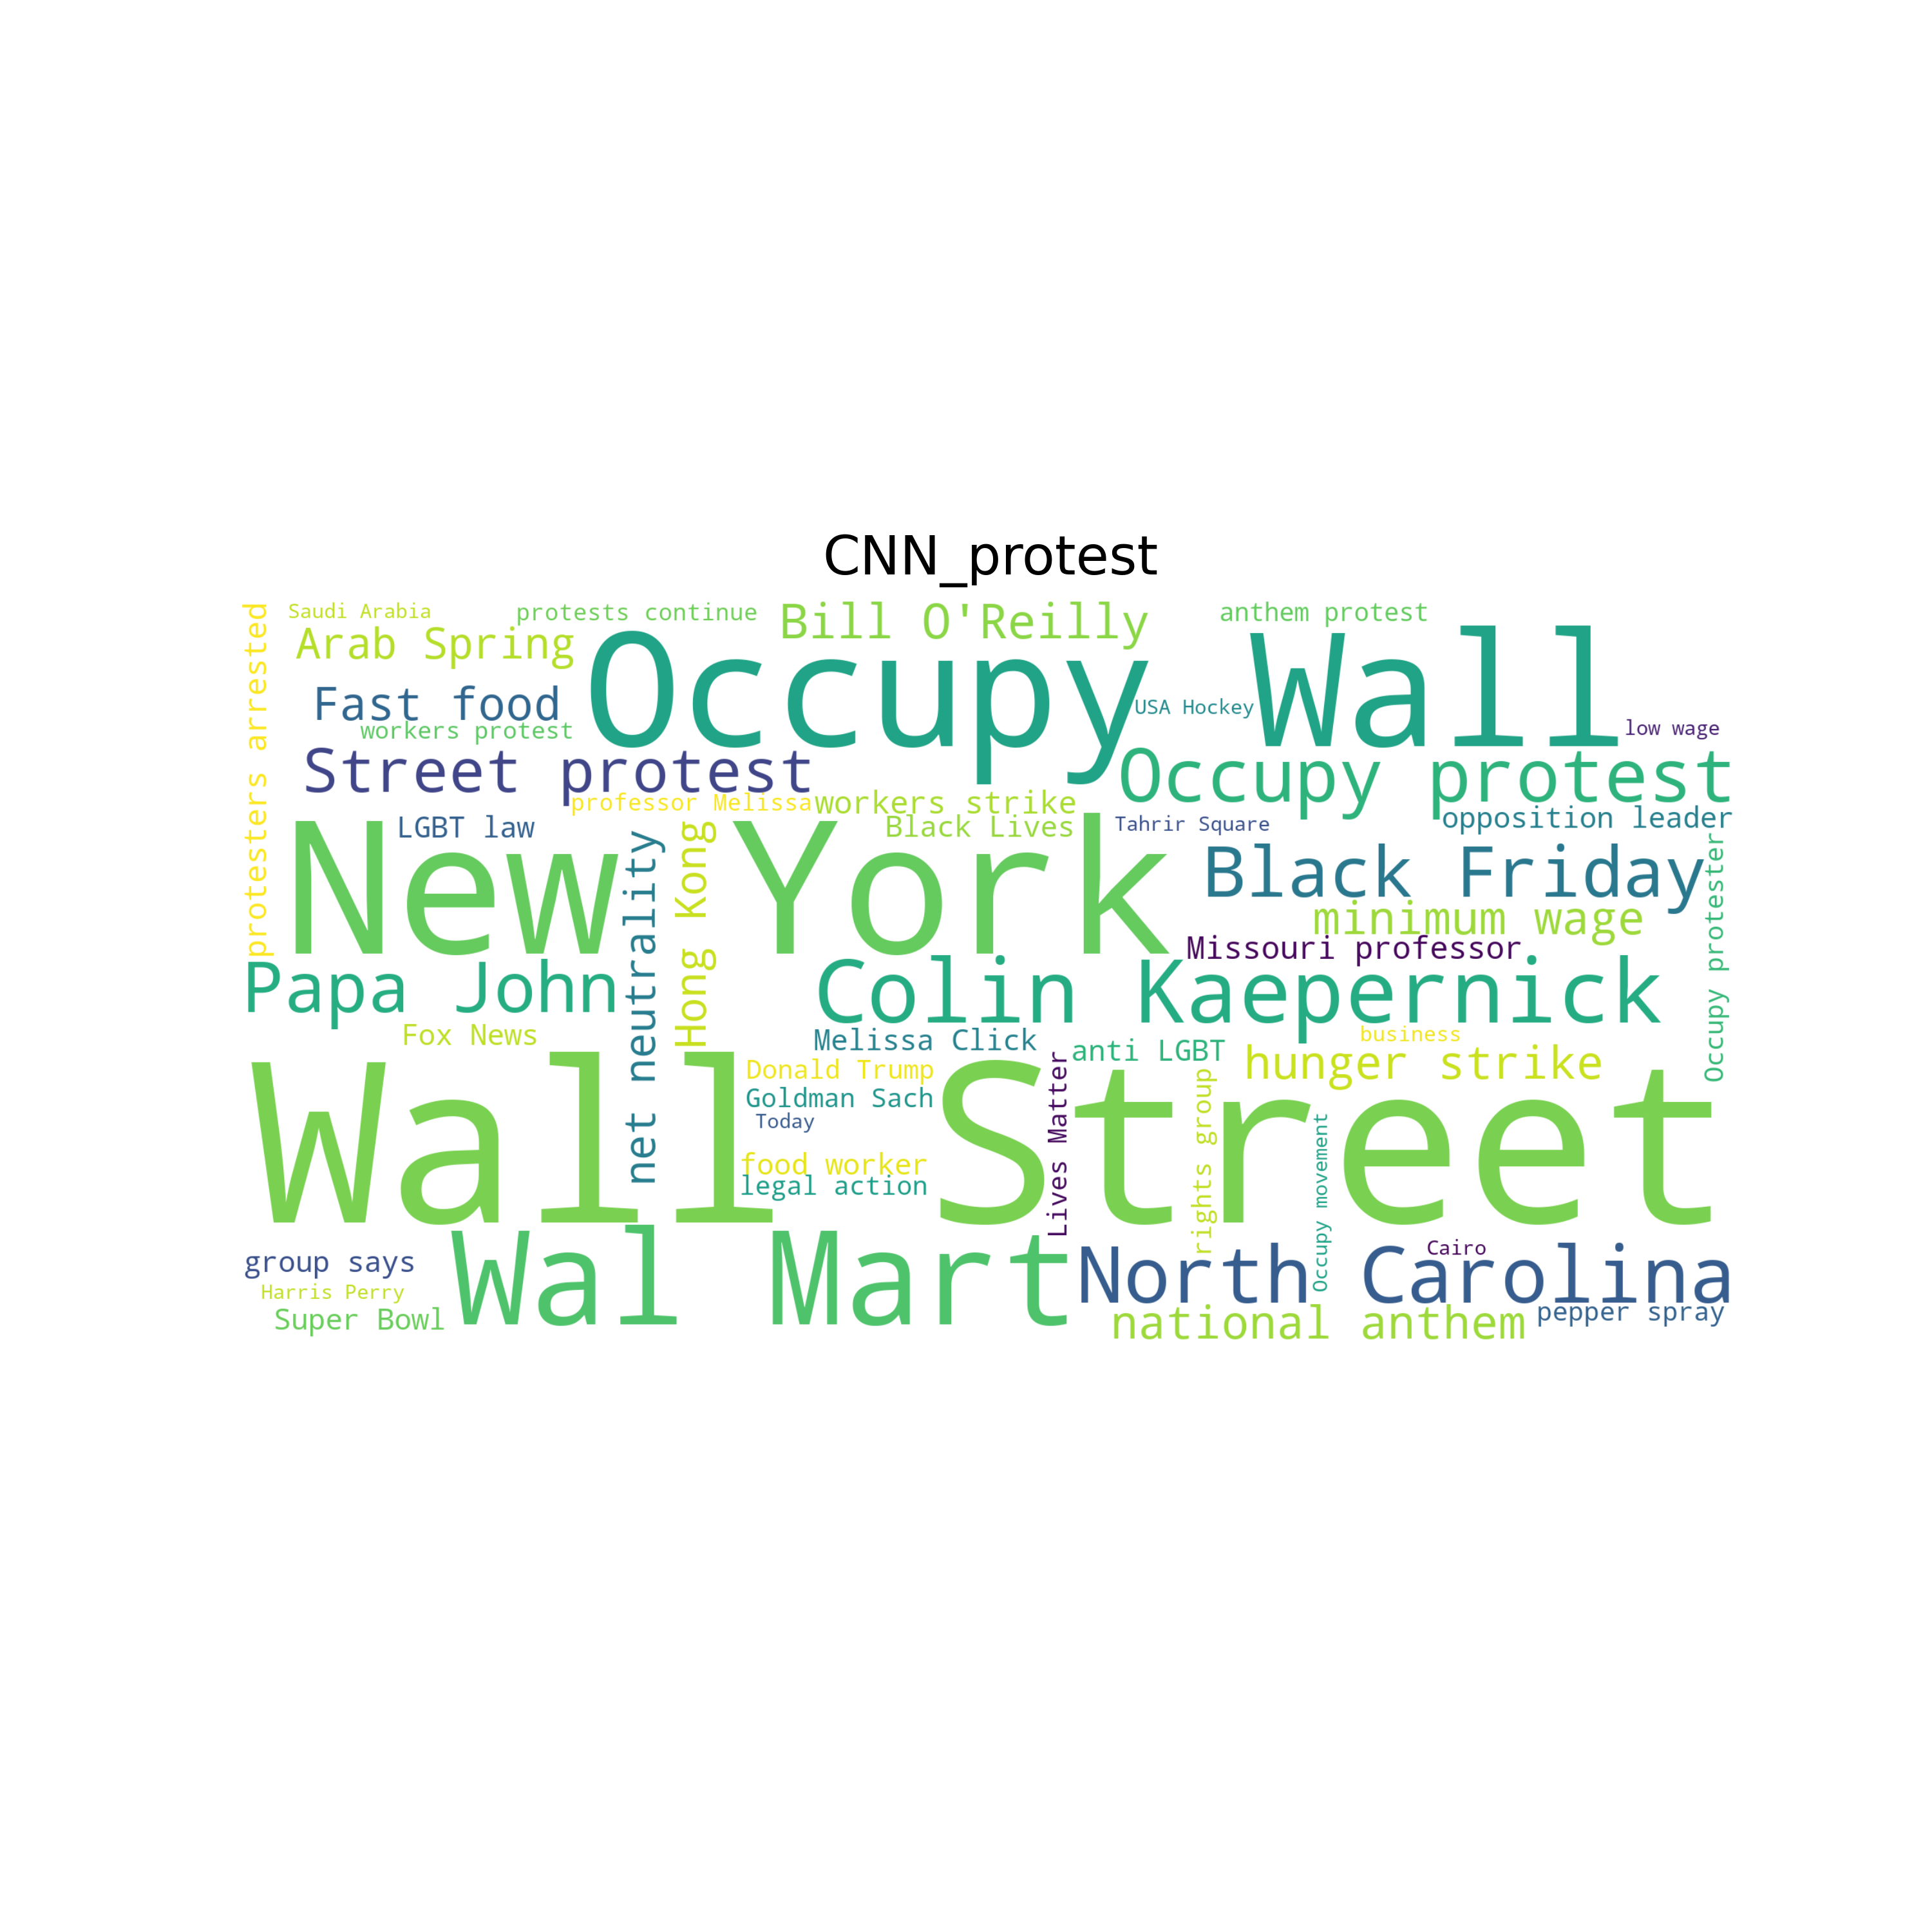 CNN_protest
protesters arrested
Saudi Arabia
protests continue
Bill O'Reilly
anthem protest
Arab Spring
Occupy Wall
Fast food
USA Hockey
low wage
workers protest
Street protest
Occupy protest
professor Melissa
workers strike
LGBT law
Black Lives
Tahrir Square
opposition leader
New York
net neutrality
Hong Kong
Black Friday
Occupy protester
minimum wage
Missouri professor
Papa John
Colin Kaepernick
Fox News
Melissa Click
anti LGBT
business
hunger strike
Donald Trump
Wall Street
Goldman Sach
Today
Lives Matter
rights group
Occupy movement
food worker
legal action
group says
Wal Mart
North Carolina
Cairo
Harris Perry
Super Bowl
national anthem
pepper spray